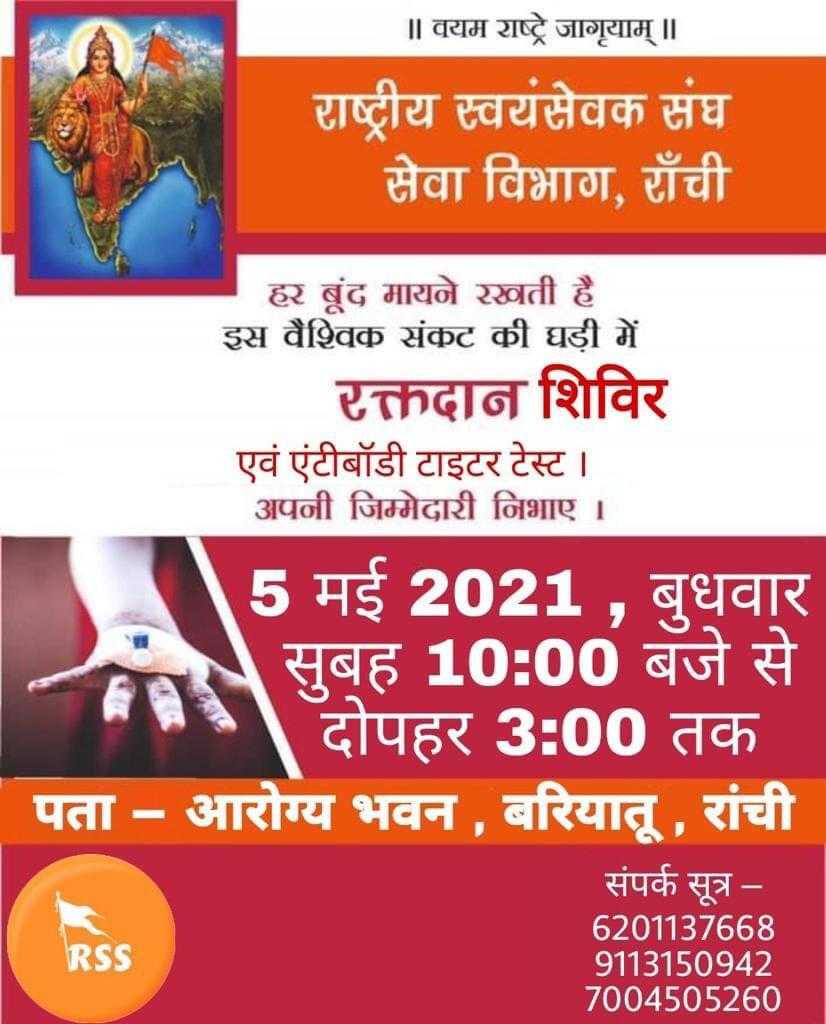 ॥ वयम राष्ट्रे जागृयाम् ॥
राष्ट्रीय स्वयंसेवक संघ
सेवा विभाग, राँची
हर बूंद मायने रखती है
इस वैश्विक संकट की घड़ी में
रक्तदान शिविर
एवं एंटीबॉडी टाइटर टेस्ट ।
अपनी जिम्मेदारी निभाए ।
5 मई 2021 , बुधवार
सुबह 10:00 बजे से
दोपहर 3:00 तक
पता – आरोग्य भवन , बरियातू , रांची
संपर्क सूत्र –
6201137668
9113150942
7004505260
RSS